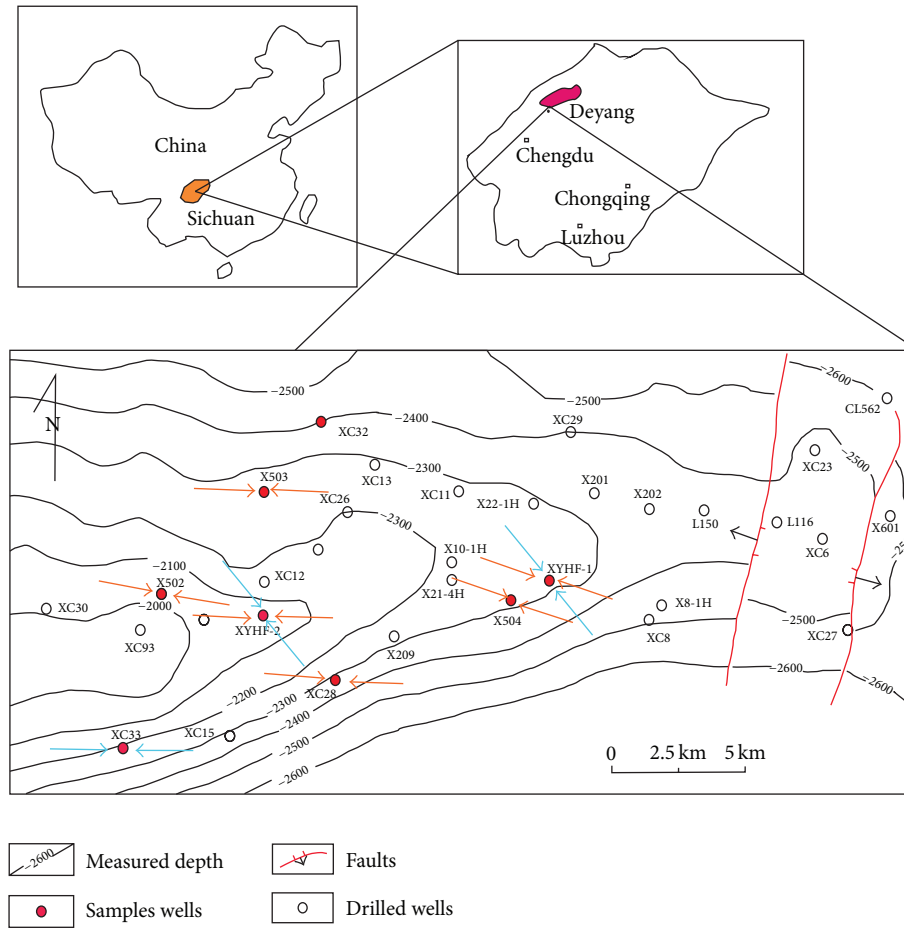 China
Sichuan
Deyang
Chengdu
Chongqing
Luzhou
N
−2500
−2600
CL562
−2400
XC32
−2500
XC29
XC23
−2500
X503
XC13
−2300
XC11
X201
X22-1H
X202
L150
L116
X601
XC26
−2300
XC6
−2100
X502
XC12
X10-1H
XYHF-1
X21-4H
XC30
−2000
XYHF-2
X504
X8-1H
−2500
XC93
X209
XC8
XC27
−2200
XC28
−2300
−2600
−2600
XC33
XC15
−2400
−2500
−2600
0 2.5 km 5 km
−2600 Measured depth
Faults
Samples wells
Drilled wells